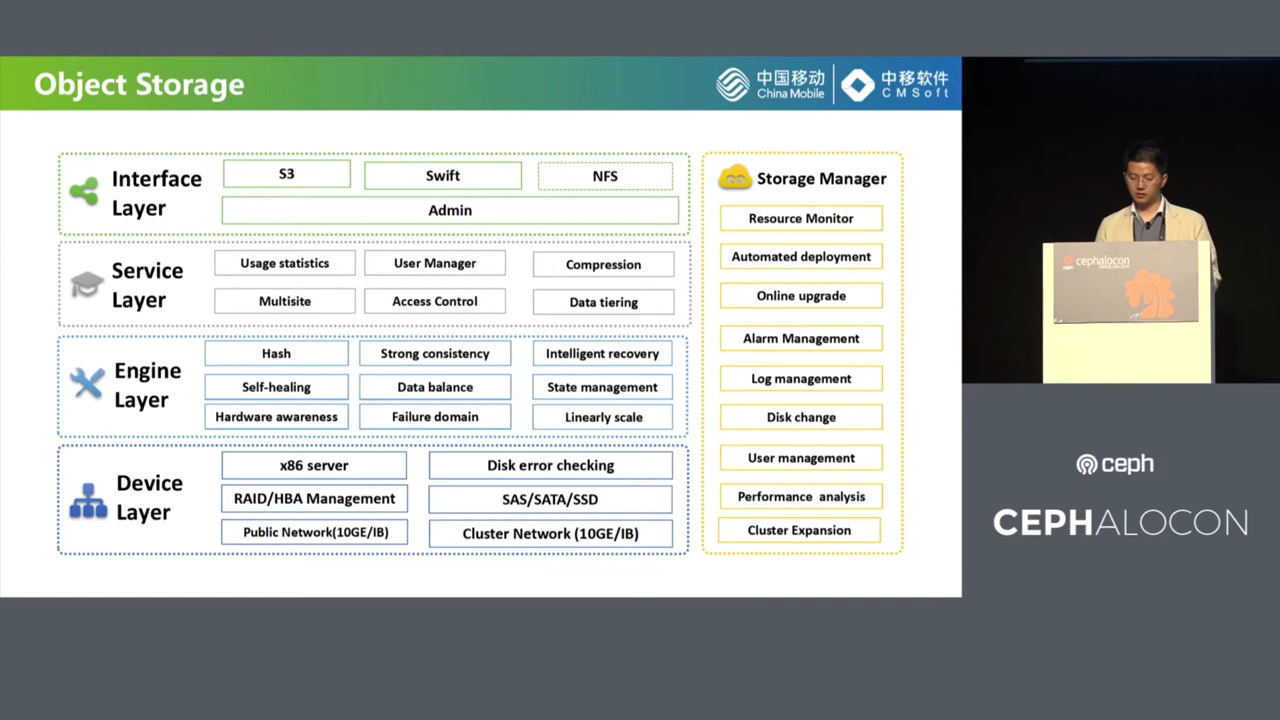 Object Storage
中国移动
China Mobile
中移软件
CMSoft
Interface
Layer
S3
Swift
NFS
Admin
Service
Layer
Usage statistics
User Manager
Compression
Multisite
Access Control
Data tiering
Engine
Layer
Hash
Strong consistency
Intelligent recovery
Self-healing
Data balance
State management
Hardware awareness
Failure domain
Linearly scale
Device
Layer
x86 server
Disk error checking
RAID/HBA Management
SAS/SATA/SSD
Public Network(10GE/IB)
Cluster Network (10GE/IB)
Storage Manager
Resource Monitor
Automated deployment
Online upgrade
Alarm Management
Log management
Disk change
User management
Performance analysis
Cluster Expansion
cephalocon
ceph
CEPHALOCON